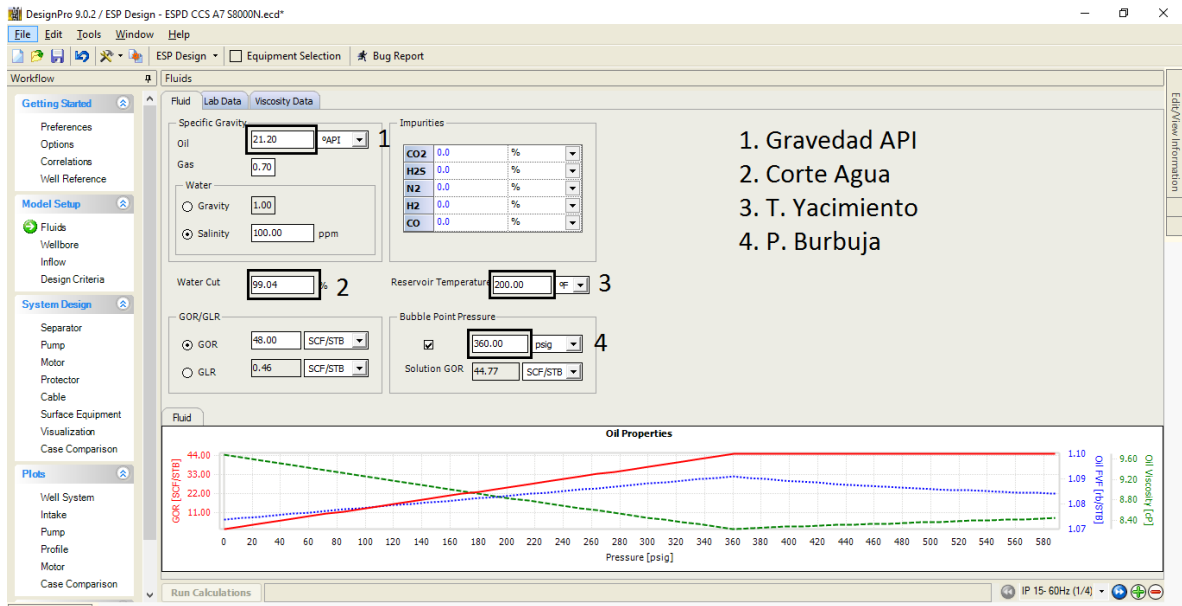 DesignPro 9.0.2 / ESP Design - ESPD CCS A7 S8000N.ecd*
File Edit Tools Window Help
ESP Design Equipment Selection Bug Report
Workflow
Getting Started
Preferences
Options
Correlations
Well Reference
Model Setup
Fluids
Wellbore
Inflow
Design Criteria
System Design
Separator
Pump
Motor
Protector
Cable
Surface Equipment
Visualization
Case Comparison
Plots
Well System
Intake
Pump
Profile
Motor
Case Comparison
Fluids
Fluid Lab Data Viscosity Data
Specific Gravity
Oil 21.20 ºAPI 1
Gas 0.70
Water
Gravity 1.00
Salinity 100.00 ppm
Impurities
CO2 0.0 %
H2S 0.0 %
N2 0.0 %
H2 0.0 %
CO 0.0 %
1. Gravedad API
2. Corte Agua
3. T. Yacimiento
4. P. Burbuja
Water Cut 99.04 % 2
Reservoir Temperature 200.00 ºF 3
GOR/GLR
GOR 48.00 SCF/STB
GLR 0.46 SCF/STB
Bubble Point Pressure
360.00 psig 4
Solution GOR 44.77 SCF/STB
Fluid
Oil Properties
GOR [SCF/STB]
44.00
33.00
22.00
11.00
1.10
1.09
1.08
1.07
Oil FVF [rb/STB]
9.60
9.20
8.80
8.40
Oil Viscosity [cP]
0 20 40 60 80 100 120 140 160 180 200 220 240 260 280 300 320 340 360 380 400 420 440 460 480 500 520 540 560 580
Pressure [psig]
Run Calculations
IP 15- 60Hz (1/4)
Edit/View Information